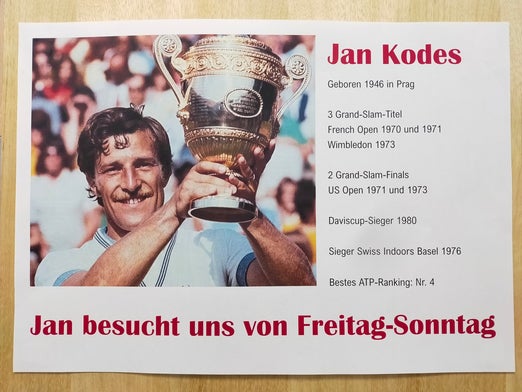 Jan Kodes
Geboren 1946 in Prag
3 Grand-Slam-Titel
French Open 1970 und 1971
Wimbledon 1973
2 Grand-Slam-Finals
US Open 1971 und 1973
Daviscup-Sieger 1980
Sieger Swiss Indoors Basel 1976
Bestes ATP-Ranking: Nr. 4
Jan besucht uns von Freitag-Sonntag